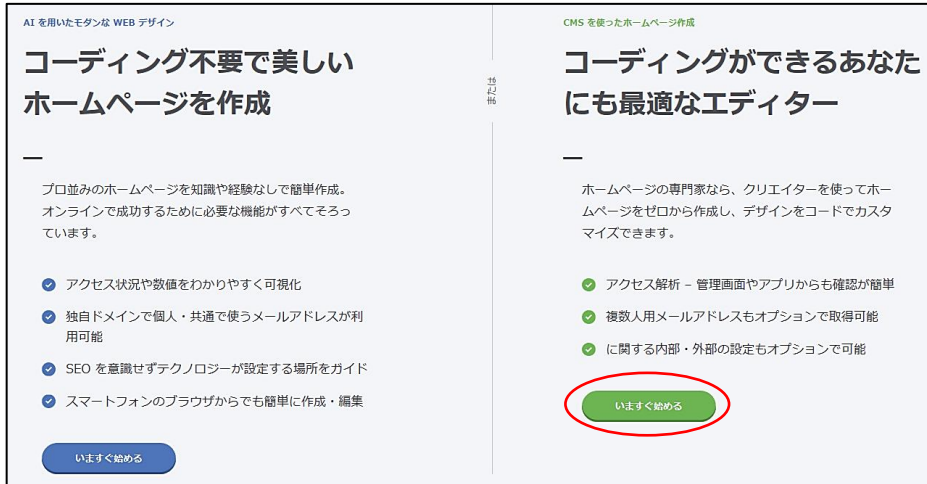 AI を用いたモダンな WEB デザイン
コーディング不要で美しい
ホームページを作成
プロ並みのホームページを知識や経験なしで簡単作成。
オンラインで成功するために必要な機能がすべてそろっ
ています。
アクセス状況や数値をわかりやすく可視化
独自ドメインで個人・共通で使うメールアドレスが利
用可能
SEO を意識せずテクノロジーが設定する場所をガイド
スマートフォンのブラウザからでも簡単に作成・編集
いますぐ始める
または
CMS を使ったホームページ作成
コーディングができるあなた
にも最適なエディター
ホームページの専門家なら、クリエイターを使ってホー
ムページをゼロから作成し、デザインをコードでカスタ
マイズできます。
アクセス解析 – 管理画面やアプリからも確認が簡単
複数人用メールアドレスもオプションで取得可能
に関する内部・外部の設定もオプションで可能
いますぐ始める